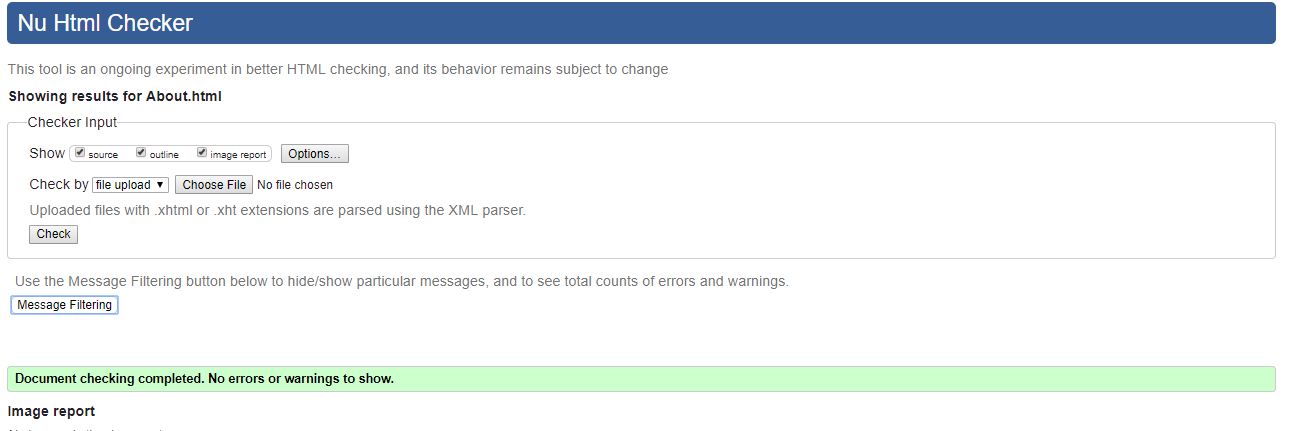 Nu Html Checker
This tool is an ongoing experiment in better HTML checking, and its behavior remains subject to change
Showing results for About.html
Checker Input
Show source outline image report Options...
Check by file upload Choose File No file chosen
Uploaded files with .xhtml or .xht extensions are parsed using the XML parser.
Check
Use the Message Filtering button below to hide/show particular messages, and to see total counts of errors and warnings.
Message Filtering
Document checking completed. No errors or warnings to show.
Image report